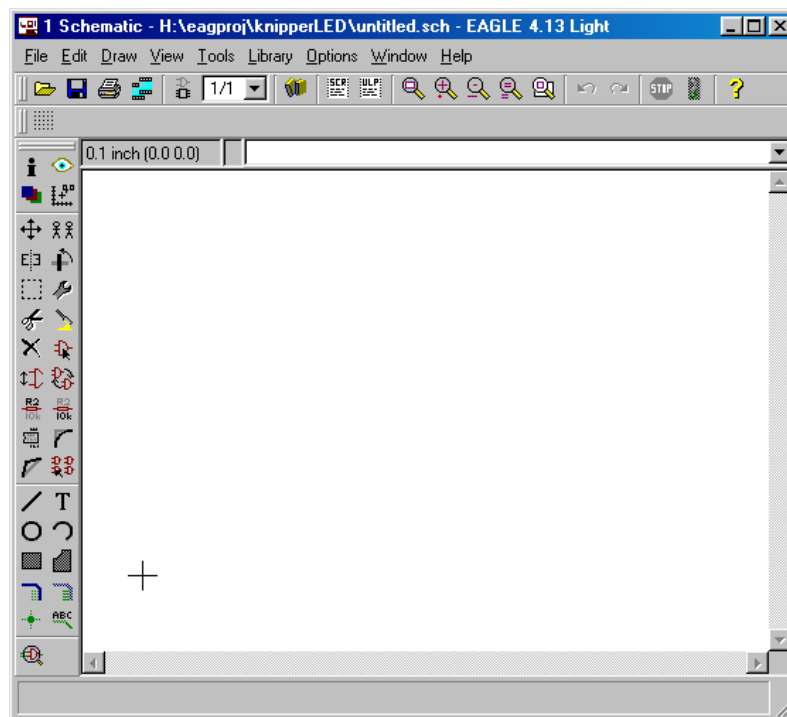 1 Schematic - H:\eagproj\knipperLED\untitled.sch - EAGLE 4.13 Light
File Edit Draw View Tools Library Options Window Help
1/1 SCR ULP STOP ?
0.1 inch (0.0 0.0)
i
R2 R2
10k 10k
T
ABC